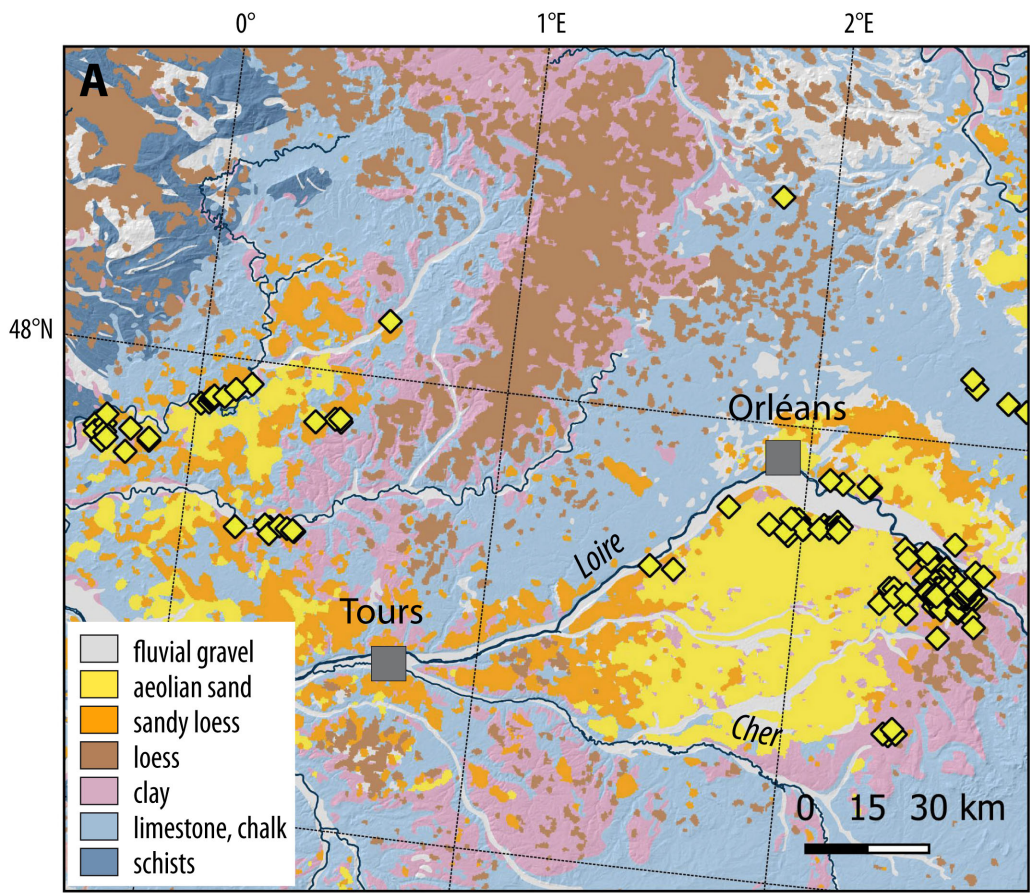 0° 1°E 2°E
A
48°N
Orléans
Loire
Tours
Cher
fluvial gravel
aeolian sand
sandy loess
loess
clay
limestone, chalk
schists
0 15 30 km